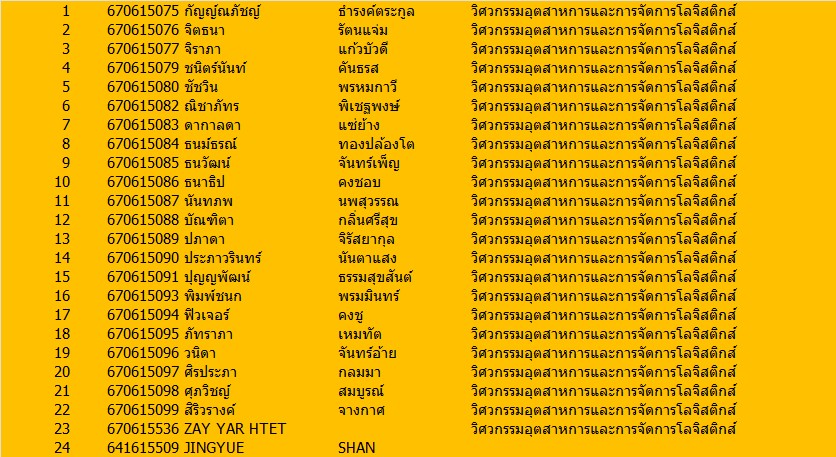 1 670615075 กัญญ์ณภัชญ์ ธำรงค์ตระกูล วิศวกรรมอุตสาหการและการจัดการโลจิสติกส์
2 670615076 จิตธนา รัตนแจ่ม วิศวกรรมอุตสาหการและการจัดการโลจิสติกส์
3 670615077 จิราภา แก้วบัวดี วิศวกรรมอุตสาหการและการจัดการโลจิสติกส์
4 670615079 ชนิตร์นันท์ คันธรส วิศวกรรมอุตสาหการและการจัดการโลจิสติกส์
5 670615080 ชัชวิน พรหมกาวี วิศวกรรมอุตสาหการและการจัดการโลจิสติกส์
6 670615082 ณิชาภัทร พิเชฐพงษ์ วิศวกรรมอุตสาหการและการจัดการโลจิสติกส์
7 670615083 ดากาลดา แซ่ย้าง วิศวกรรมอุตสาหการและการจัดการโลจิสติกส์
8 670615084 ธนม์ธรณ์ ทองปล้องโต วิศวกรรมอุตสาหการและการจัดการโลจิสติกส์
9 670615085 ธนวัฒน์ จันทร์เพ็ญ วิศวกรรมอุตสาหการและการจัดการโลจิสติกส์
10 670615086 ธนาธิป คงชอบ วิศวกรรมอุตสาหการและการจัดการโลจิสติกส์
11 670615087 นันทภพ นพสุวรรณ วิศวกรรมอุตสาหการและการจัดการโลจิสติกส์
12 670615088 บัณฑิตา กลิ่นศรีสุข วิศวกรรมอุตสาหการและการจัดการโลจิสติกส์
13 670615089 ปภาดา จิรัสยากุล วิศวกรรมอุตสาหการและการจัดการโลจิสติกส์
14 670615090 ประภาวรินทร์ นันตาแสง วิศวกรรมอุตสาหการและการจัดการโลจิสติกส์
15 670615091 ปุญญพัฒน์ ธรรมสุขสันต์ วิศวกรรมอุตสาหการและการจัดการโลจิสติกส์
16 670615093 พิมพ์ชนก พรมมินทร์ วิศวกรรมอุตสาหการและการจัดการโลจิสติกส์
17 670615094 ฟิวเจอร์ คงชู วิศวกรรมอุตสาหการและการจัดการโลจิสติกส์
18 670615095 ภัทราภา เหมทัต วิศวกรรมอุตสาหการและการจัดการโลจิสติกส์
19 670615096 วนิดา จันทร์อ้าย วิศวกรรมอุตสาหการและการจัดการโลจิสติกส์
20 670615097 ศิรประภา กลมมา วิศวกรรมอุตสาหการและการจัดการโลจิสติกส์
21 670615098 ศุภวิชญ์ สมบูรณ์ วิศวกรรมอุตสาหการและการจัดการโลจิสติกส์
22 670615099 สิริวรางค์ จางกาศ วิศวกรรมอุตสาหการและการจัดการโลจิสติกส์
23 670615536 ZAY YAR HTET วิศวกรรมอุตสาหการและการจัดการโลจิสติกส์
24 641615509 JINGYUE SHAN